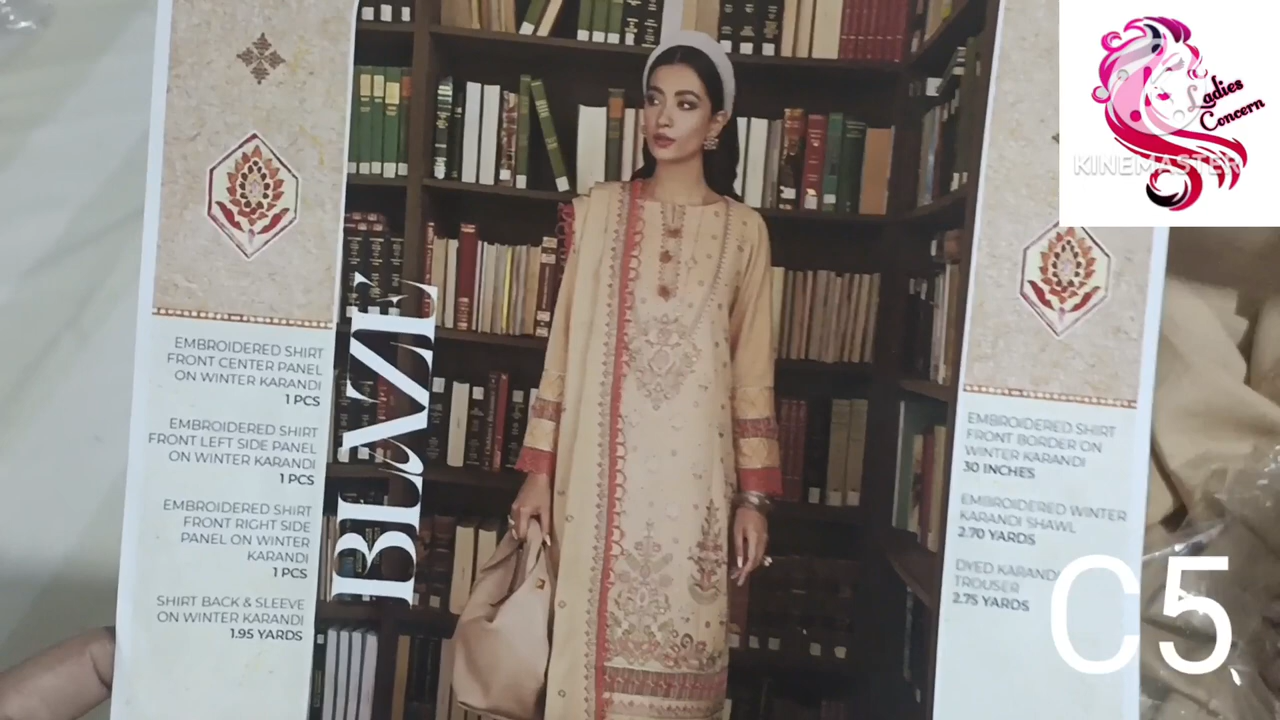 EMBROIDERED SHIRT
FRONT CENTER PANEL
ON WINTER KARANDI
1 PCS
EMBROIDERED SHIRT
FRONT LEFT SIDE PANEL
ON WINTER KARANDI
1 PCS
EMBROIDERED SHIRT
FRONT RIGHT SIDE
PANEL ON WINTER
KARANDI
1 PCS
SHIRT BACK & SLEEVE
ON WINTER KARANDI
1.95 YARDS
BLAZÉ
Ladies
Concern
KINEMASTER
EMBROIDERED SHIRT
FRONT BORDER ON
WINTER KARANDI
30 INCHES
EMBROIDERED WINTER
KARANDI SHAWL
2.70 YARDS
DYED KARANDI
TROUSER
2.75 YARDS
C5